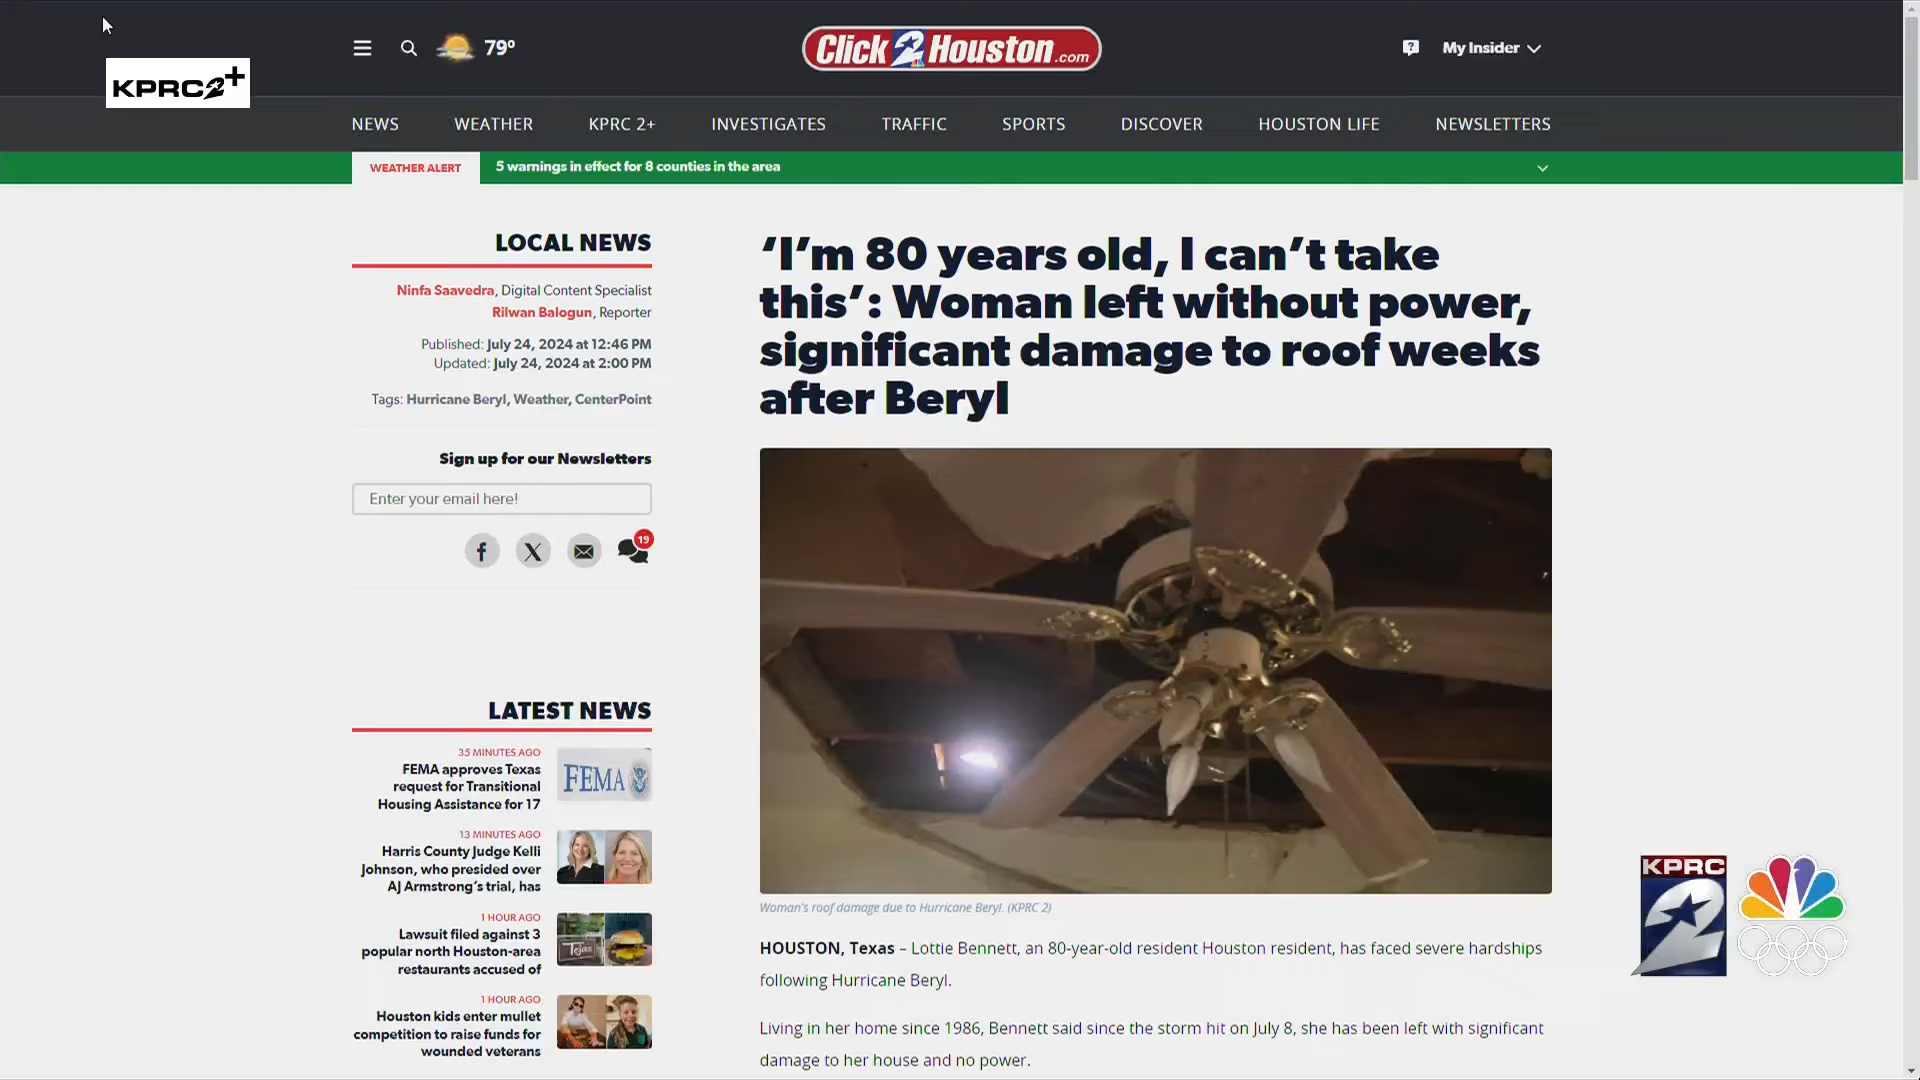 79°
Click2Houston.com
My Insider
KPRC2+
NEWS
WEATHER
KPRC 2+
INVESTIGATES
TRAFFIC
SPORTS
DISCOVER
HOUSTON LIFE
NEWSLETTERS
WEATHER ALERT
5 warnings in effect for 8 counties in the area
LOCAL NEWS
Ninfa Saavedra, Digital Content Specialist
Rilwan Balogun, Reporter
Published: July 24, 2024 at 12:46 PM
Updated: July 24, 2024 at 2:00 PM
Tags: Hurricane Beryl, Weather, CenterPoint
Sign up for our Newsletters
Enter your email here!
19
LATEST NEWS
35 MINUTES AGO
FEMA approves Texas
request for Transitional
Housing Assistance for 17
FEMA
13 MINUTES AGO
Harris County Judge Kelli
Johnson, who presided over
AJ Armstrong’s trial, has
1 HOUR AGO
Lawsuit filed against 3
popular north Houston-area
restaurants accused of
Tejas
1 HOUR AGO
Houston kids enter mullet
competition to raise funds for
wounded veterans
‘I’m 80 years old, I can’t take
this’: Woman left without power,
significant damage to roof weeks
after Beryl
Woman's roof damage due to Hurricane Beryl. (KPRC 2)
HOUSTON, Texas – Lottie Bennett, an 80-year-old resident Houston resident, has faced severe hardships
following Hurricane Beryl.
Living in her home since 1986, Bennett said since the storm hit on July 8, she has been left with significant
damage to her house and no power.
KPRC
2